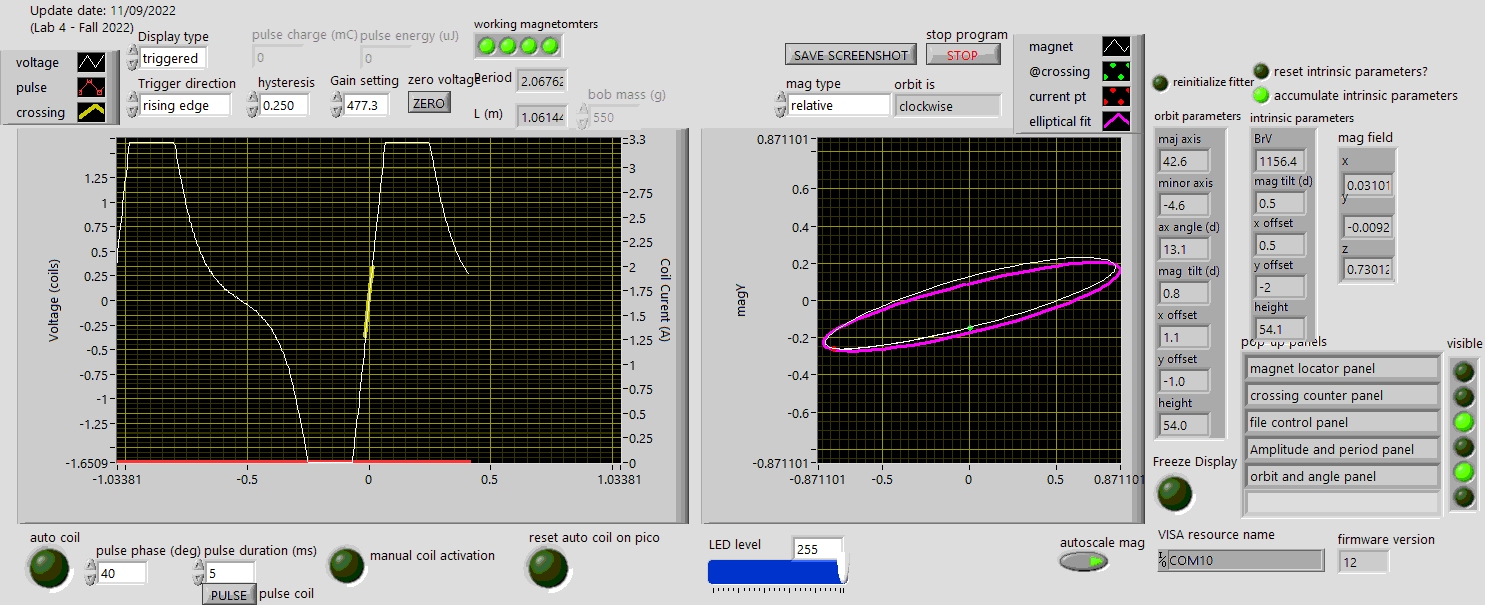 Update date: 11/09/2022
(Lab 4 - Fall 2022)
voltage
pulse
crossing
Display type
triggered
Trigger direction
rising edge
pulse charge (mC)
0
pulse energy (uJ)
0
hysteresis
0.250
Gain setting
477.3
zero voltage
ZERO
working magnetomters
Period
2.0676
L (m)
1.0614
bob mass (g)
550
SAVE SCREENSHOT
stop program
STOP
mag type
relative
orbit is
clockwise
magnet
@crossing
current pt
elliptical fit
reinitialize fitter
reset intrinsic parameters?
accumulate intrinsic parameters
Voltage (coils)
1.25
1
0.75
0.5
0.25
0
-0.25
-0.5
-0.75
-1
-1.25
-1.6509
-1.03381
-0.5
0
0.5
1.03381
3.3
3
2.75
2.5
2.25
2
1.75
1.5
1.25
1
0.75
0.5
0.25
0
Coil Current (A)
magy
0.871101
0.6
0.4
0.2
0
-0.2
-0.4
-0.6
-0.871101
-0.871101
-0.5
0
0.5
0.871101
orbit parameters
maj axis
42.6
minor axis
-4.6
ax angle (d)
13.1
mag tilt (d)
0.8
x offset
1.1
y offset
-1.0
height
54.0
intrinsic parameters
BrV
1156.4
mag tilt (d)
0.5
x offset
0.5
y offset
-2
height
54.1
mag field
x
0.03101
y
-0.0092
z
0.7301
pop-up panels
visible
magnet locator panel
crossing counter panel
file control panel
Amplitude and period panel
orbit and angle panel
Freeze Display
auto coil
pulse phase (deg)
40
pulse duration (ms)
5
PULSE
pulse coil
manual coil activation
reset auto coil on pico
LED level
255
autoscale mag
VISA resource name
COM10
firmware version
12